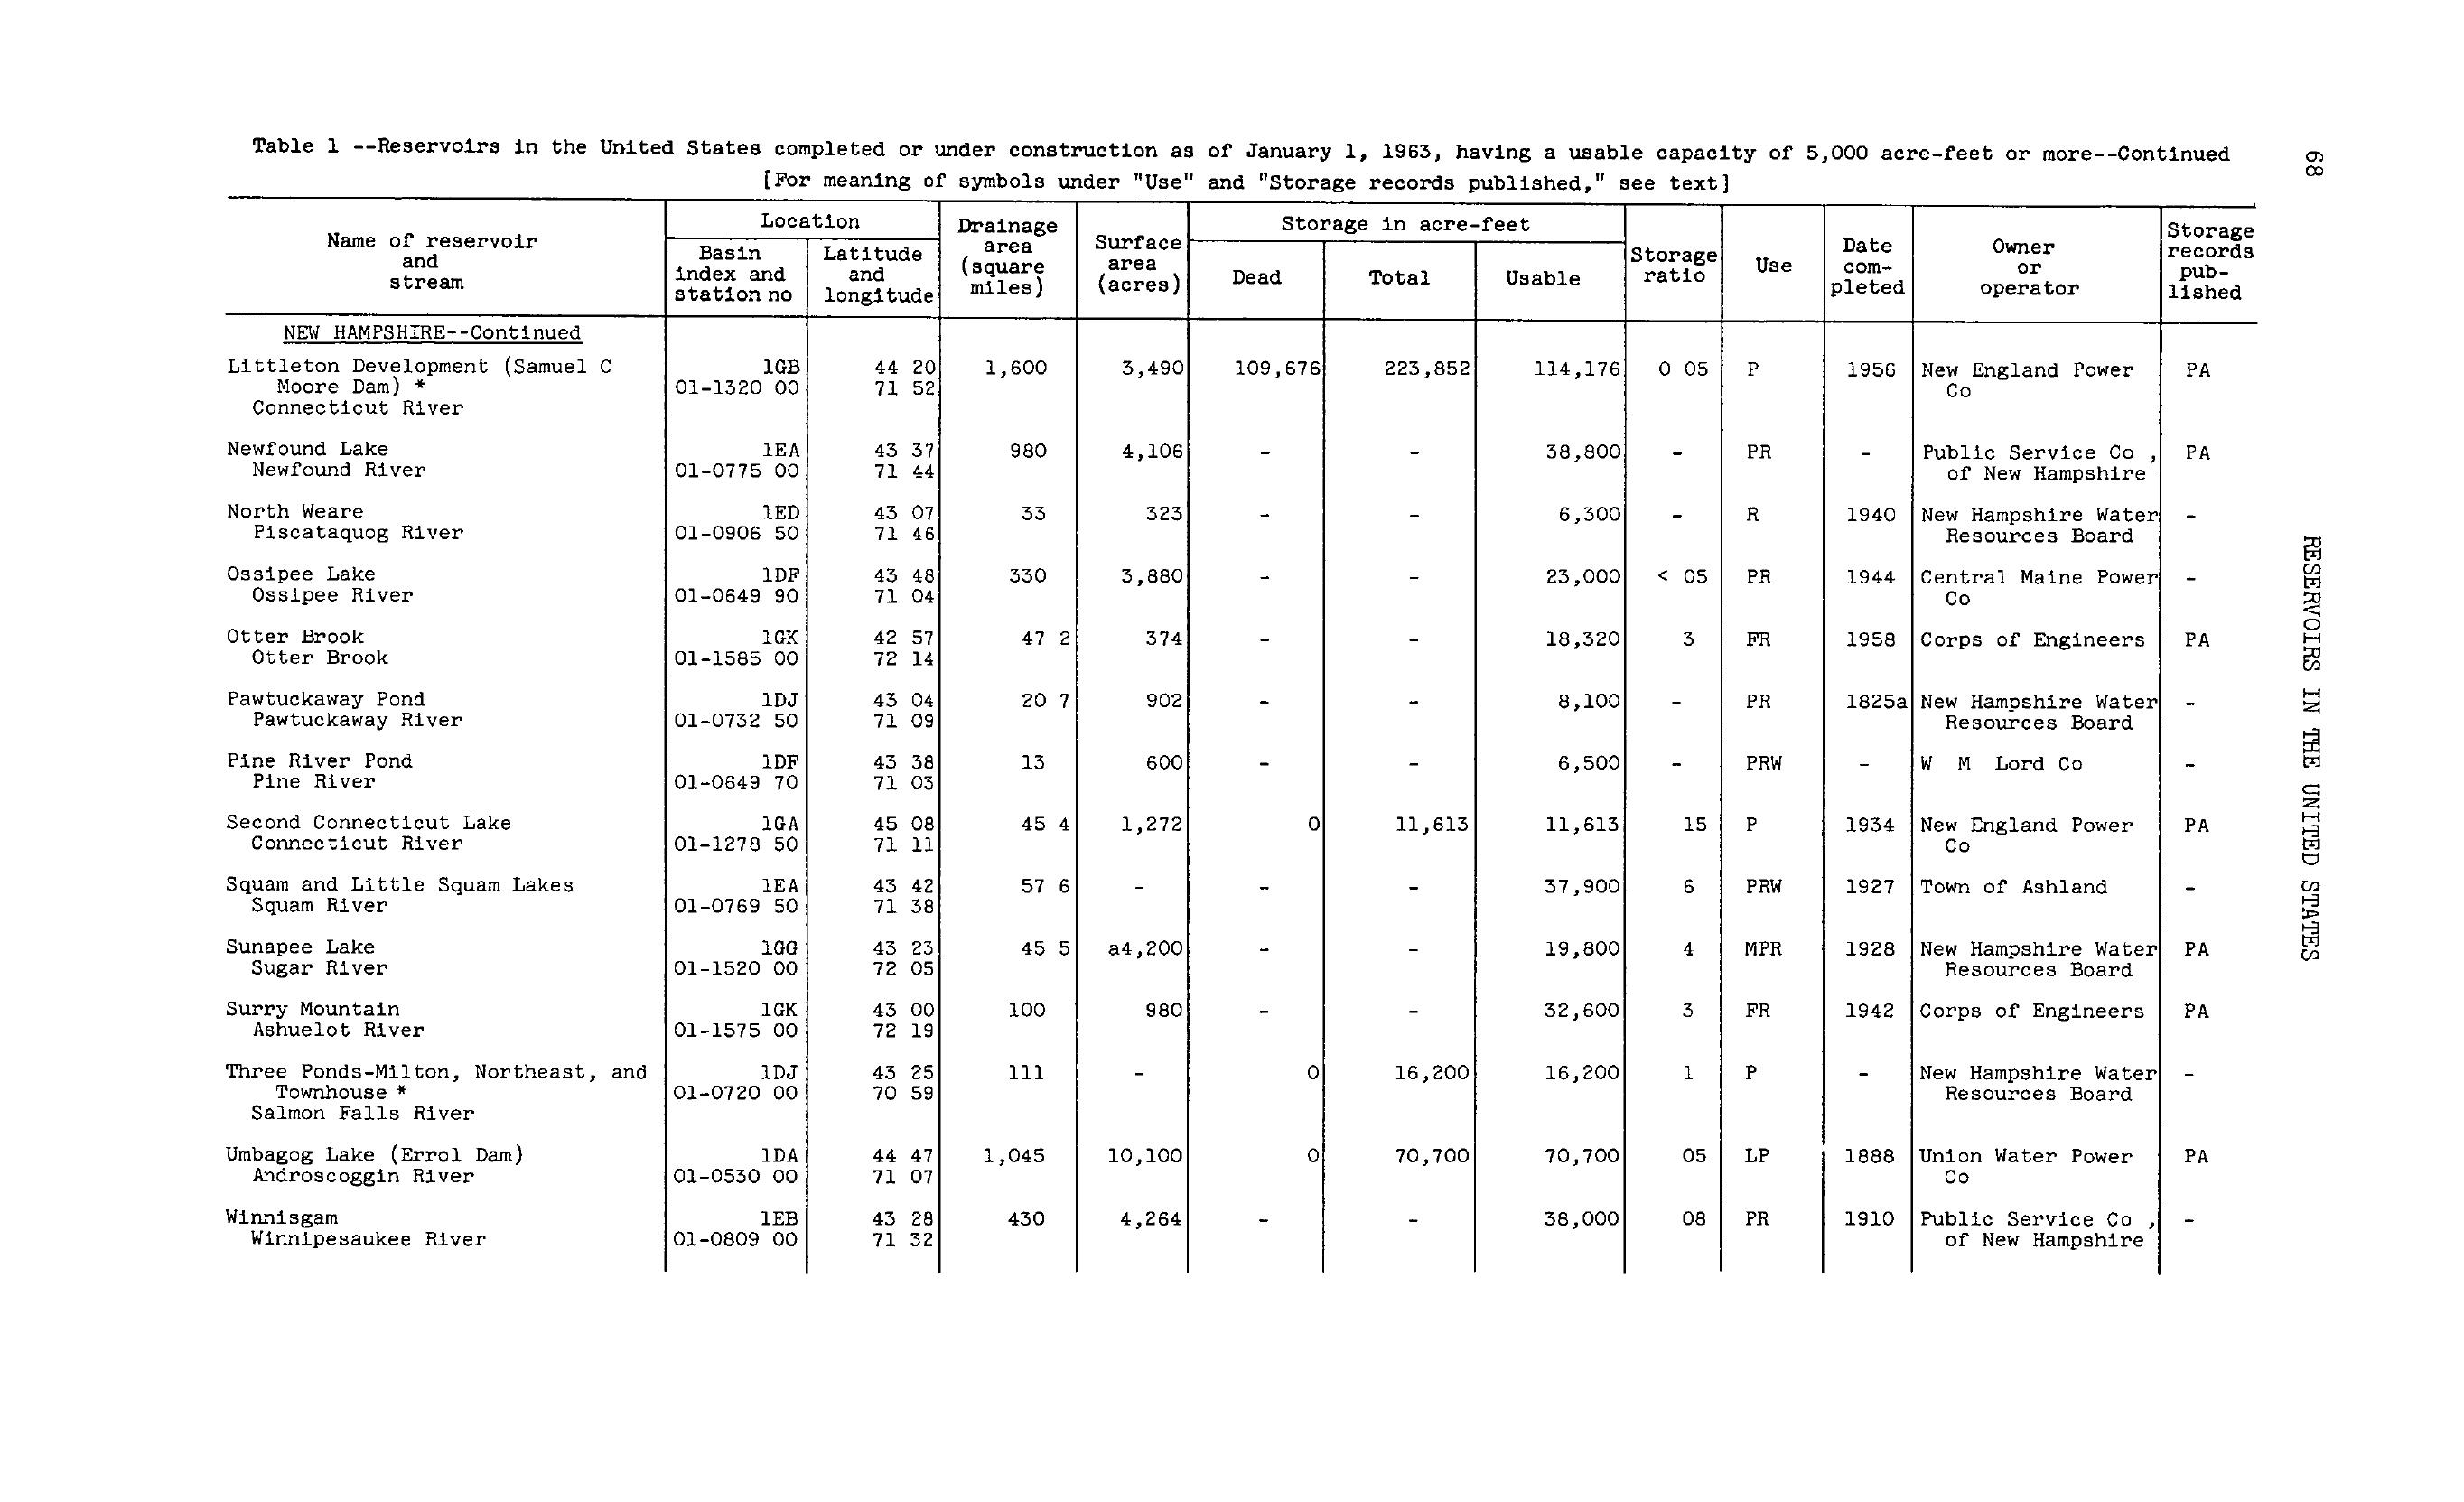 Table 1 --Reservoirs in the United States completed or under construction as of January 1, 1963, having a usable capacity of 5,000 acre-feet or more--Continued
[For meaning of symbols under "Use" and "Storage records published," see text]
68
Name of reservoir and stream | Location | Drainage area (square miles) | Surface area (acres) | Storage in acre-feet | Storage ratio | Use | Date com- pleted | Owner or operator | Storage records pub- lished
Basin index and station no | Latitude and longitude | Dead | Total | Usable
NEW HAMPSHIRE--Continued
Littleton Development (Samuel C 1GB 44 20 1,600 3,490 109,676 223,852 114,176 0 05 P 1956 New England Power PA
Moore Dam) * 01-1320 00 71 52 Co
Connecticut River
Newfound Lake 1EA 43 37 980 4,106 - - 38,800 - PR - Public Service Co , PA
Newfound River 01-0775 00 71 44 of New Hampshire
North Weare 1ED 43 07 33 323 - - 6,300 - R 1940 New Hampshire Water -
Piscataquog River 01-0906 50 71 46 Resources Board
Ossipee Lake 1DF 43 48 330 3,880 - - 23,000 < 05 PR 1944 Central Maine Power -
Ossipee River 01-0649 90 71 04 Co
Otter Brook 1GK 42 57 47 2 374 - - 18,320 3 FR 1958 Corps of Engineers PA
Otter Brook 01-1585 00 72 14
Pawtuckaway Pond 1DJ 43 04 20 7 902 - - 8,100 - PR 1825a New Hampshire Water -
Pawtuckaway River 01-0732 50 71 09 Resources Board
Pine River Pond 1DF 43 38 13 600 - - 6,500 - PRW - W M Lord Co -
Pine River 01-0649 70 71 03
Second Connecticut Lake 1GA 45 08 45 4 1,272 0 11,613 11,613 15 P 1934 New England Power PA
Connecticut River 01-1278 50 71 11 Co
Squam and Little Squam Lakes 1EA 43 42 57 6 - - - 37,900 6 PRW 1927 Town of Ashland -
Squam River 01-0769 50 71 38
Sunapee Lake 1GG 43 23 45 5 a4,200 - - 19,800 4 MPR 1928 New Hampshire Water PA
Sugar River 01-1520 00 72 05 Resources Board
Surry Mountain 1GK 43 00 100 980 - - 32,600 3 FR 1942 Corps of Engineers PA
Ashuelot River 01-1575 00 72 19
Three Ponds-Milton, Northeast, and 1DJ 43 25 111 - 0 16,200 16,200 1 P - New Hampshire Water -
Townhouse * 01-0720 00 70 59 Resources Board
Salmon Falls River
Umbagog Lake (Errol Dam) 1DA 44 47 1,045 10,100 0 70,700 70,700 05 LP 1888 Union Water Power PA
Androscoggin River 01-0530 00 71 07 Co
Winnisgam 1EB 43 28 430 4,264 - - 38,000 08 PR 1910 Public Service Co , -
Winnipesaukee River 01-0809 00 71 32 of New Hampshire
RESERVOIRS IN THE UNITED STATES